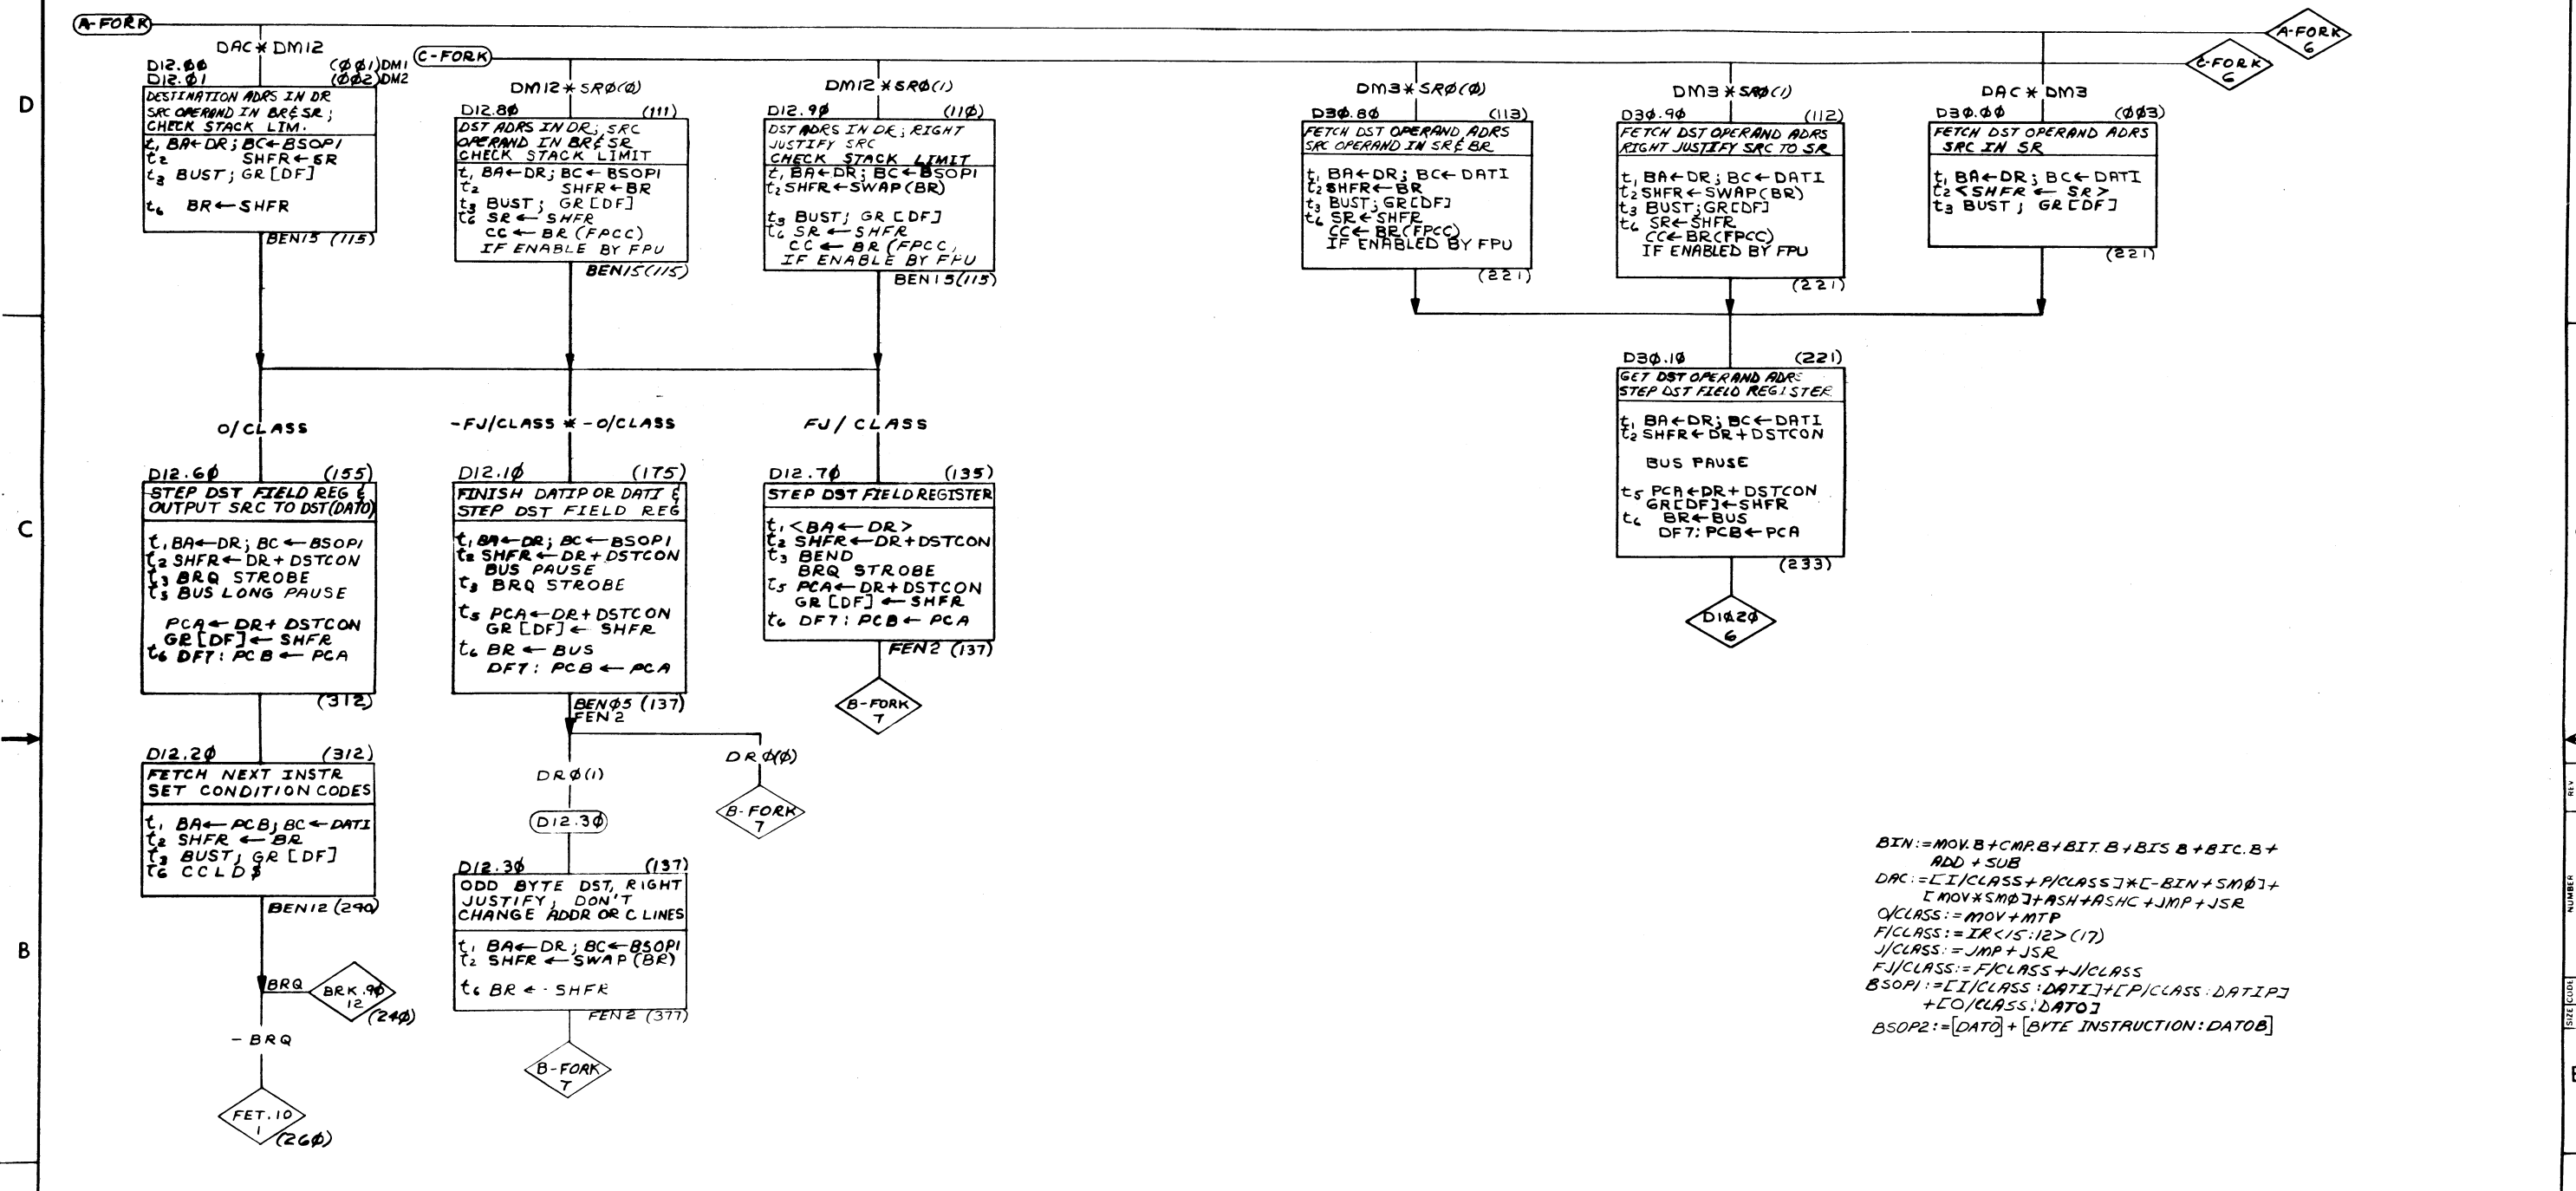 A-FORK
A-FORK
6
DAC*DM12
C-FORK
C-FORK
6
D12.00 (001)DM1
D12.01 (002)DM2
DESTINATION ADRS IN DR
SRC OPERAND IN BR&SR;
CHECK STACK LIM.
t1 BA←DR; BC←BSOP1
t2 SHFR←SR
t3 BUST; GR[DF]
t6 BR←SHFR
BEN15 (115)
DM12*SR0(0)
D12.80 (111)
DST ADRS IN DR; SRC
OPERAND IN BR&SR
CHECK STACK LIMIT
t1 BA←DR; BC←BSOP1
t2 SHFR←BR
t3 BUST; GR[DF]
t6 SR←SHFR
CC←BR(FPCC)
IF ENABLE BY FPU
BEN15(115)
DM12*SR0(1)
D12.90 (110)
DST ADRS IN DR; RIGHT
JUSTIFY SRC
CHECK STACK LIMIT
t1 BA←DR; BC←BSOP1
t2 SHFR←SWAP(BR)
t3 BUST; GR[DF]
t6 SR←SHFR
CC←BR(FPCC,
IF ENABLE BY FPU
BEN15(115)
DM3*SR0(0)
D30.80 (113)
FETCH DST OPERAND ADRS
SRC OPERAND IN SR&BR
t1 BA←DR; BC←DATI
t2 SHFR←BR
t3 BUST; GR[DF]
t6 SR←SHFR
CC←BR(FPCC)
IF ENABLED BY FPU
(221)
DM3*SR0(1)
D30.90 (112)
FETCH DST OPERAND ADRS
RIGHT JUSTIFY SRC TO SR
t1 BA←DR; BC←DATI
t2 SHFR←SWAP(BR)
t3 BUST;GR[DF]
t6 SR←SHFR
CC←BR(FPCC)
IF ENABLED BY FPU
(221)
DAC*DM3
D30.00 (003)
FETCH DST OPERAND ADRS
SRC IN SR
t1 BA←DR; BC←DATI
t2 <SHFR←SR>
t3 BUST; GR[DF]
(221)
D
O/CLASS
D12.60 (155)
STEP DST FIELD REG &
OUTPUT SRC TO DST(DATO)
t1 BA←DR; BC←BSOP1
t2 SHFR←DR+DSTCON
t3 BRQ STROBE
t5 BUS LONG PAUSE
PCA←DR+DSTCON
GR[DF]←SHFR
t6 DF7: PCB←PCA
(312)
-FJ/CLASS * -O/CLASS
D12.10 (175)
FINISH DATIP OR DATI &
STEP DST FIELD REG
t1 BA←DR; BC←BSOP1
t2 SHFR←DR+DSTCON
BUS PAUSE
t3 BRQ STROBE
t5 PCA←DR+DSTCON
GR[DF]←SHFR
t6 BR←BUS
DF7: PCB←PCA
BEN05 (137)
FEN2
FJ/CLASS
D12.70 (135)
STEP DST FIELD REGISTER
t1 <BA←DR>
t2 SHFR←DR+DSTCON
t3 BEND
BRQ STROBE
t5 PCA←DR+DSTCON
GR[DF]←SHFR
t6 DF7: PCB←PCA
FEN2 (137)
B-FORK
7
D30.10 (221)
GET DST OPERAND ADRS
STEP DST FIELD REGISTER
t1 BA←DR; BC←DATI
t2 SHFR←DR+DSTCON
BUS PAUSE
t5 PCA←DR+DSTCON
GR[DF]←SHFR
t6 BR←BUS
DF7: PCB←PCA
(233)
D10.20
6
C
D12.20 (312)
FETCH NEXT INSTR
SET CONDITION CODES
t1 BA←PCB; BC←DATI
t2 SHFR←BR
t3 BUST; GR[DF]
t6 CCLD$
BEN12 (240)
BRQ
BRK.90
12
(240)
-BRQ
FET.10
1
(260)
DR0(1)
DR0(0)
B-FORK
7
D12.30
D12.30 (137)
ODD BYTE DST, RIGHT
JUSTIFY, DON'T
CHANGE ADDR OR C LINES
t1 BA←DR; BC←BSOP1
t2 SHFR←SWAP(BR)
t6 BR←SHFR
FEN2 (377)
B-FORK
7
B
BIN:=MOV.B+CMP.B+BIT.B+BIS.B+BIC.B+
ADD+SUB
DAC:=[I/CLASS+P/CLASS]*[-BIN+SM0]+
[MOV*SM0]+ASH+ASHC+JMP+JSR
O/CLASS:=MOV+MTP
F/CLASS:=IR<15:12>(17)
J/CLASS:=JMP+JSR
FJ/CLASS:=F/CLASS+J/CLASS
BSOP1:=[I/CLASS:DATI]+[P/CLASS:DATIP]
+[O/CLASS:DATO]
BSOP2:=[DATO]+[BYTE INSTRUCTION:DATOB]
REV
NUMBER
CODE
SIZE